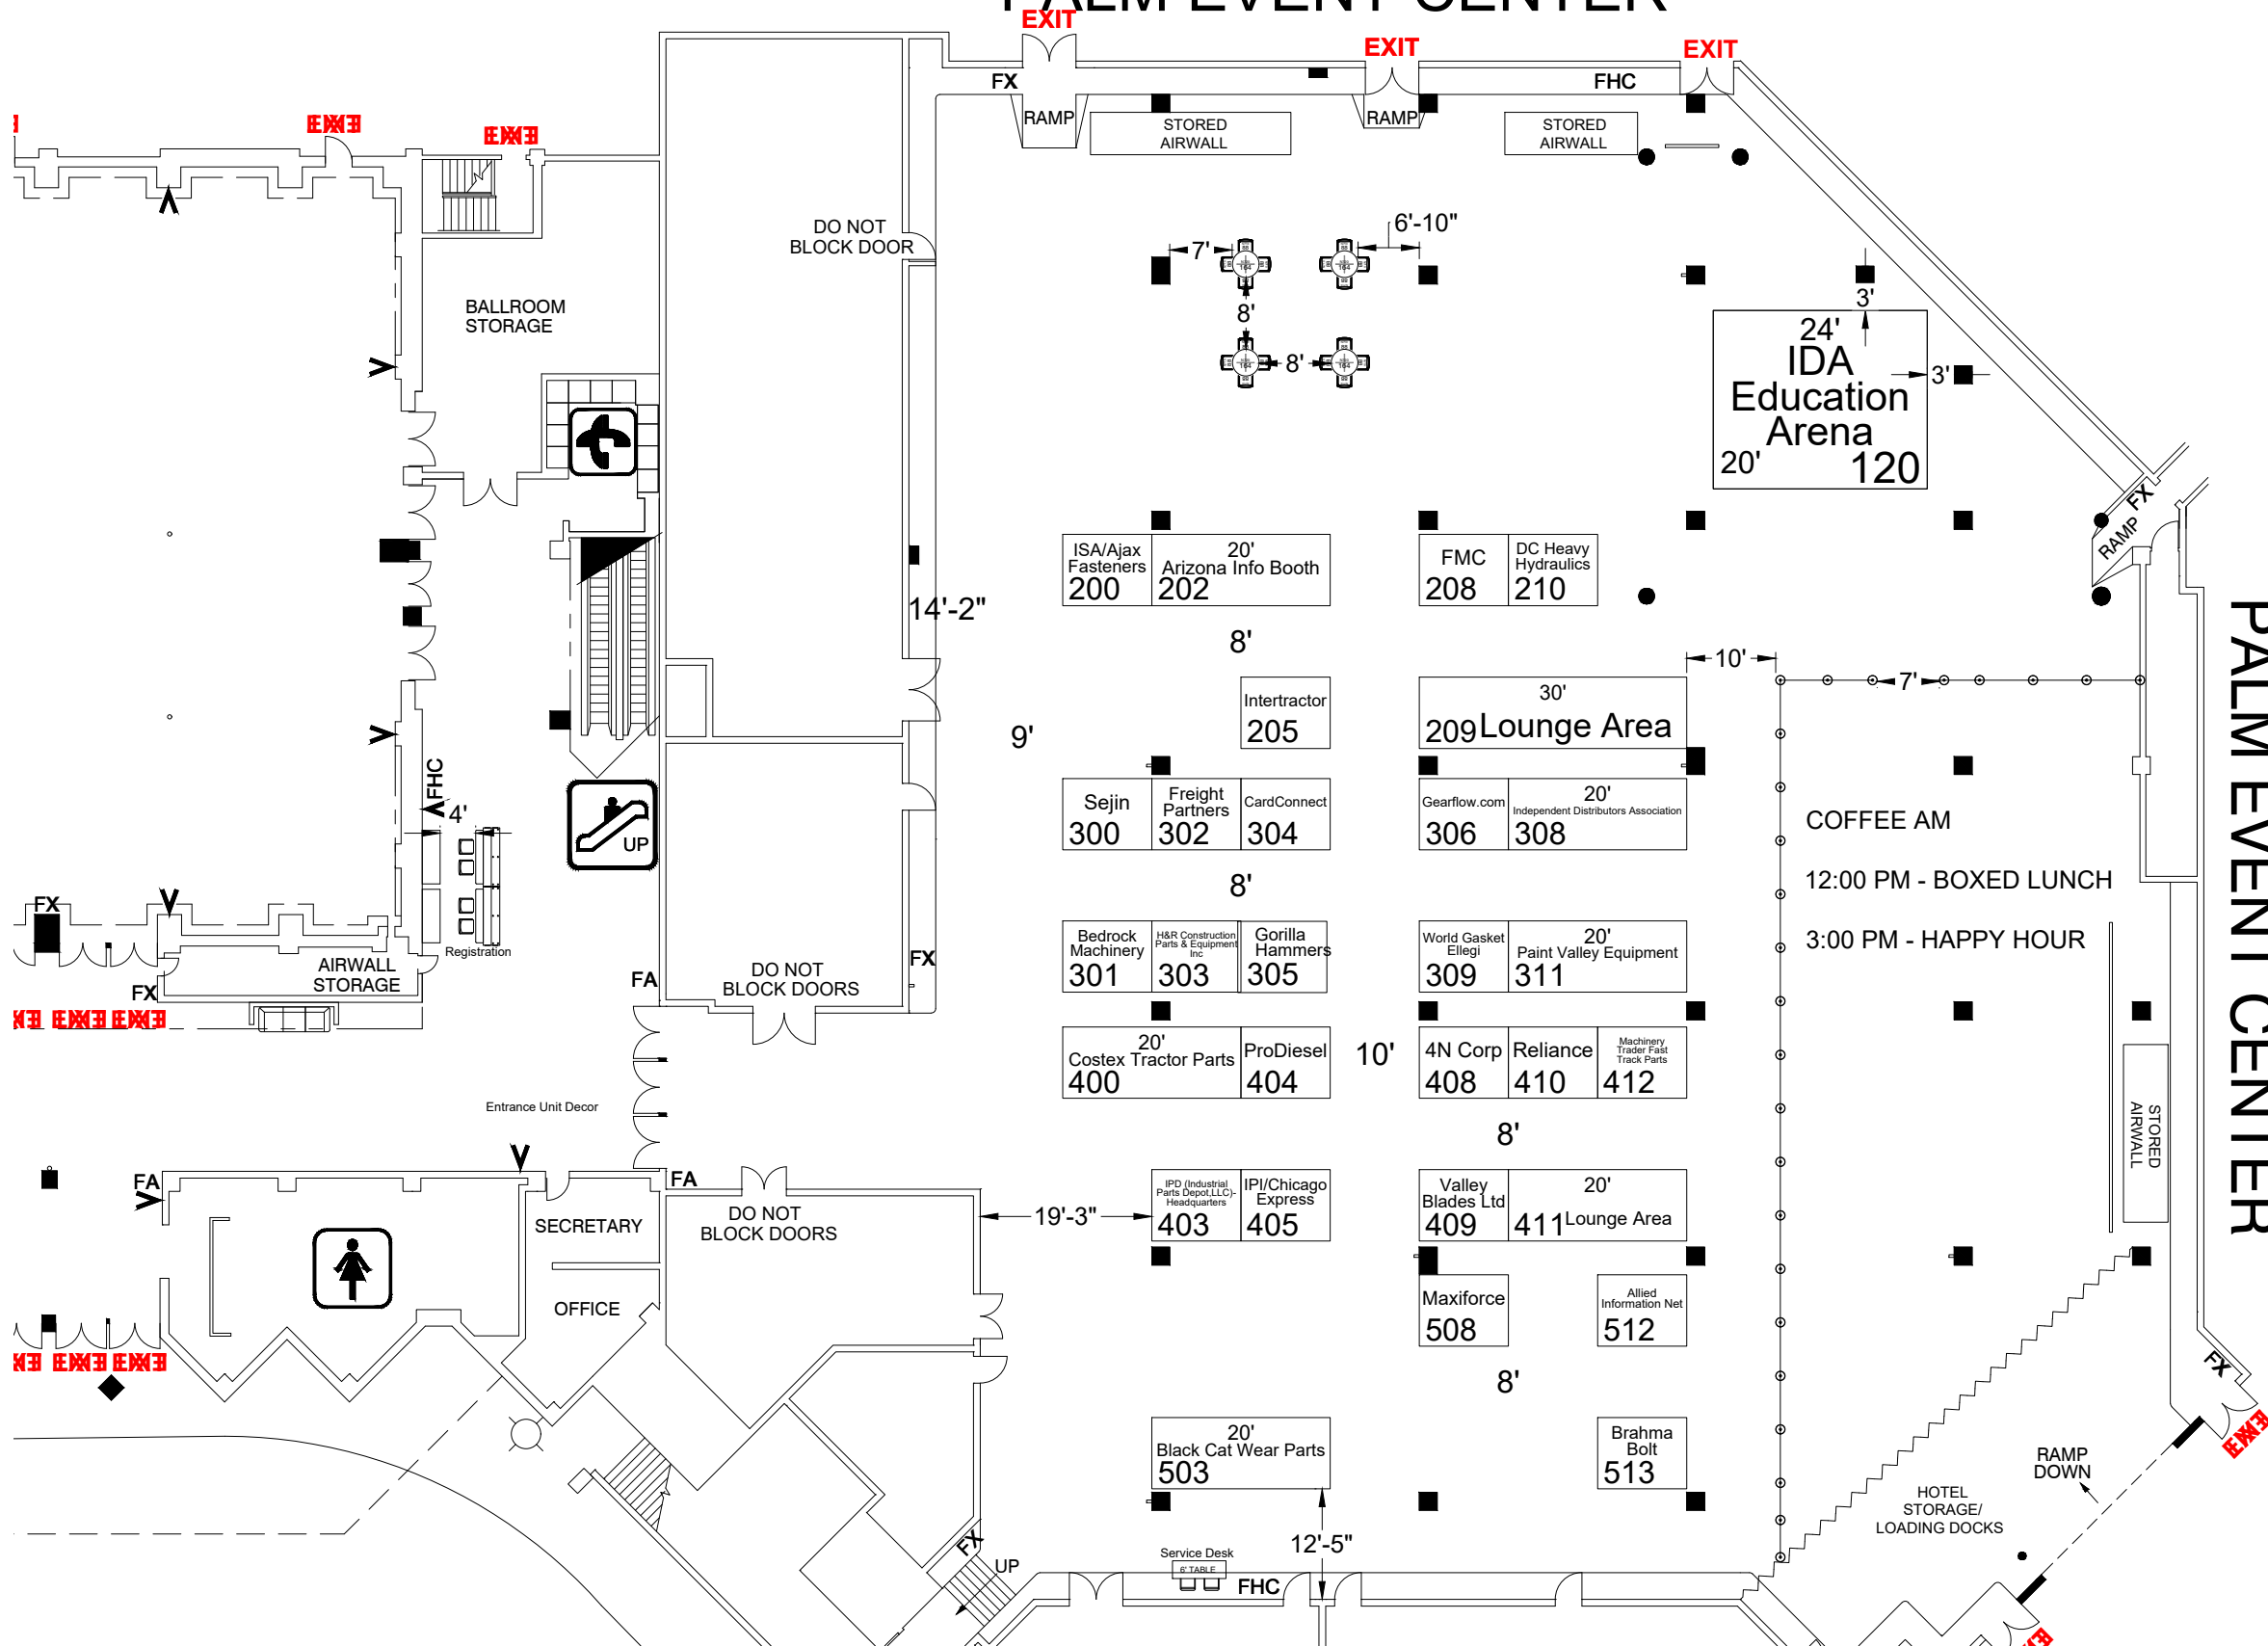 PALM EVENT CENTER
EXIT
EXIT
EXIT
FX
FHC
RAMP
RAMP
STORED
AIRWALL
STORED
AIRWALL
DO NOT
BLOCK DOOR
6'-10"
7'
8'
8'
3'
3'
BALLROOM
STORAGE
24'
IDA
Education
Arena
20'
120
FX
RAMP
ISA/Ajax
Fasteners
200
20'
Arizona Info Booth
202
FMC
208
DC Heavy
Hydraulics
210
14'-2"
8'
10'
7'
Intertractor
205
30'
209 Lounge Area
9'
FHC
4'
UP
Sejin
300
Freight
Partners
302
CardConnect
304
Gearflow.com
306
20'
Independent Distributors Association
308
COFFEE AM
12:00 PM - BOXED LUNCH
3:00 PM - HAPPY HOUR
PALM EVENT CENTER
8'
FX
Registration
AIRWALL
STORAGE
FX
FA
DO NOT
BLOCK DOORS
FX
Bedrock
Machinery
301
H&R Construction
Parts & Equipment
Inc
303
Gorilla
Hammers
305
World Gasket
Ellegi
309
20'
Paint Valley Equipment
311
20'
Costex Tractor Parts
400
ProDiesel
404
10'
4N Corp
408
Reliance
410
Machinery
Trader Fast
Track Parts
412
STORED
AIRWALL
Entrance Unit Decor
8'
FA
FA
SECRETARY
DO NOT
BLOCK DOORS
19'-3"
IPD (Industrial
Parts Depot,LLC)-
Headquarters
403
IPI/Chicago
Express
405
Valley
Blades Ltd
409
20'
411 Lounge Area
OFFICE
Maxiforce
508
Allied
Information Net
512
8'
FX
20'
Black Cat Wear Parts
503
Brahma
Bolt
513
RAMP
DOWN
HOTEL
STORAGE/
LOADING DOCKS
12'-5"
FX
UP
Service Desk
6' TABLE
FHC